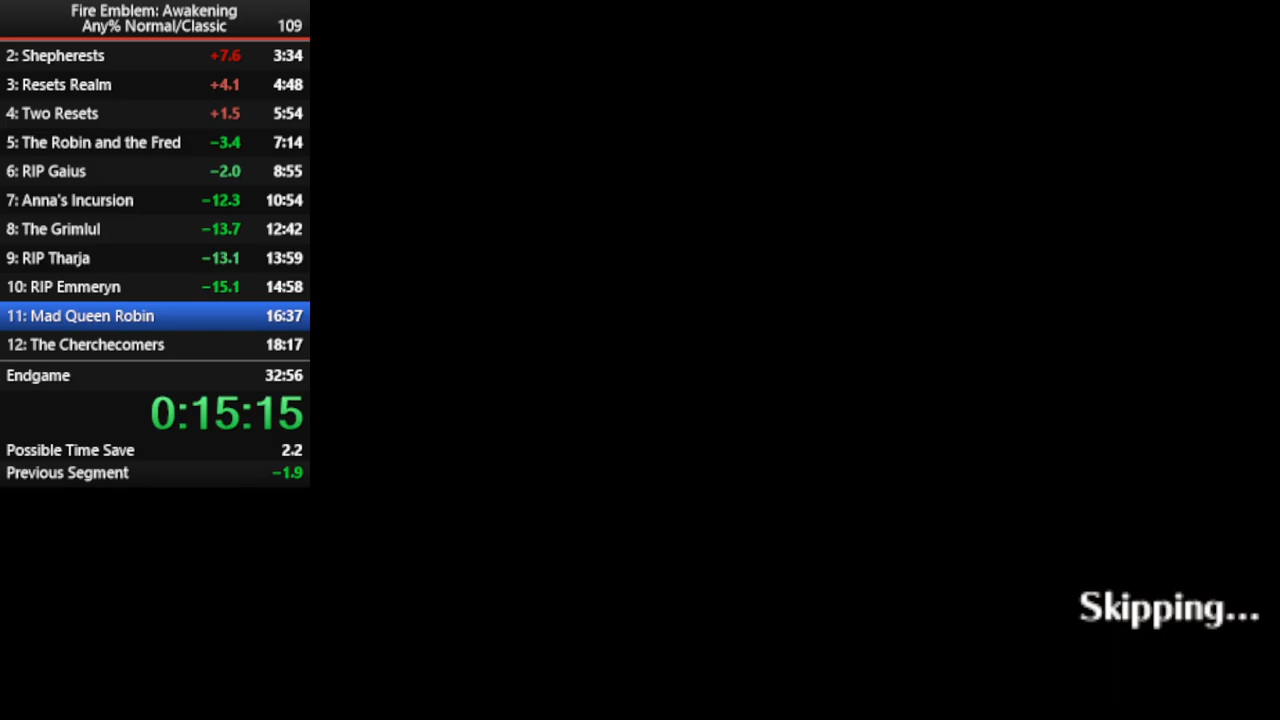 Fire Emblem: Awakening
Any% Normal/Classic 109
2: Shepherests +7.6 3:34
3: Resets Realm +4.1 4:48
4: Two Resets +1.5 5:54
5: The Robin and the Fred −3.4 7:14
6: RIP Gaius −2.0 8:55
7: Anna's Incursion −12.3 10:54
8: The Grimlul −13.7 12:42
9: RIP Tharja −13.1 13:59
10: RIP Emmeryn −15.1 14:58
11: Mad Queen Robin 16:37
12: The Cherchecomers 18:17
Endgame 32:56
0:15:15
Possible Time Save 2.2
Previous Segment −1.9
Skipping...